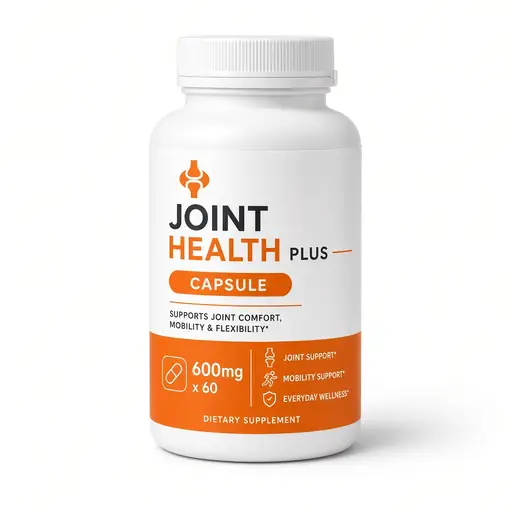 JOINT
HEALTH PLUS
CAPSULE
SUPPORTS JOINT COMFORT,
MOBILITY & FLEXIBILITY*
600mg
x 60
JOINT SUPPORT*
MOBILITY SUPPORT*
EVERYDAY WELLNESS*
DIETARY SUPPLEMENT